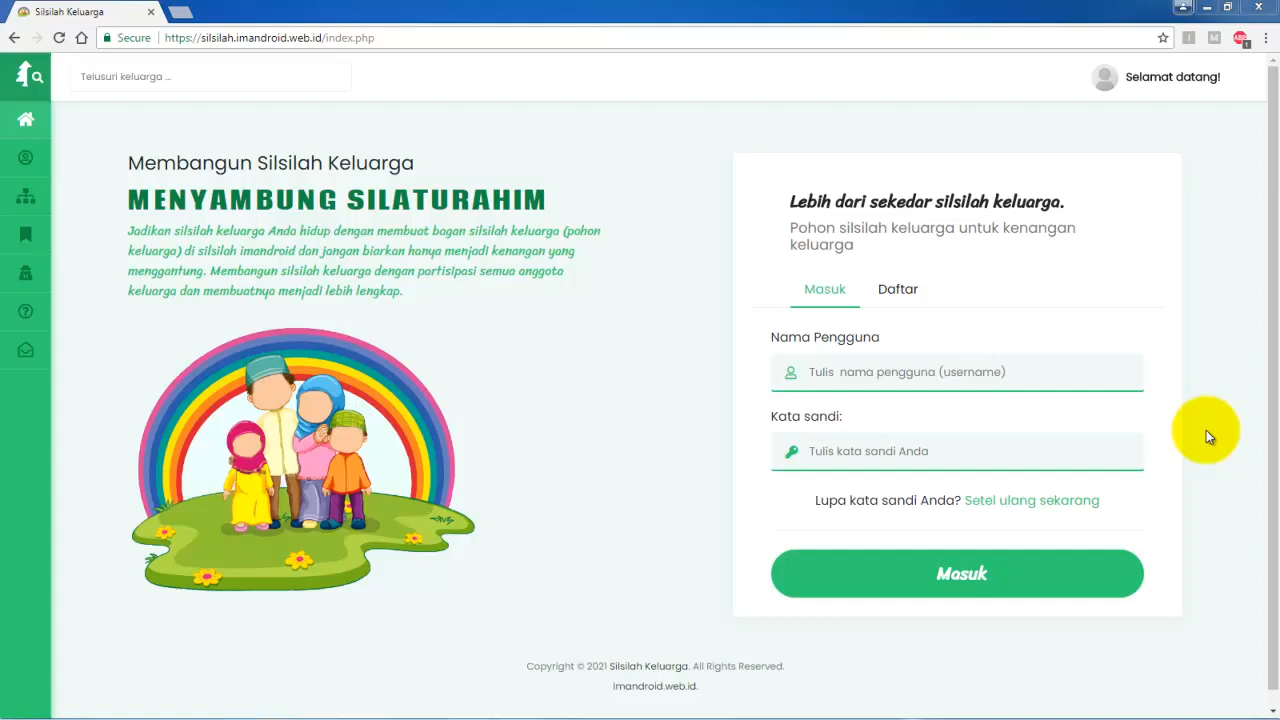 Silsilah Keluarga
Secure
https://silsilah.imandroid.web.id/index.php
Telusuri keluarga ...
Selamat datang!
Membangun Silsilah Keluarga
MENYAMBUNG SILATURAHIM
Jadikan silsilah keluarga Anda hidup dengan membuat bagan silsilah keluarga (pohon
keluarga) di silsilah imandroid dan jangan biarkan hanya menjadi kenangan yang
menggantung. Membangun silsilah keluarga dengan partisipasi semua anggota
keluarga dan membuatnya menjadi lebih lengkap.
Lebih dari sekedar silsilah keluarga.
Pohon silsilah keluarga untuk kenangan
keluarga
Masuk Daftar
Nama Pengguna
Tulis nama pengguna (username)
Kata sandi:
Tulis kata sandi Anda
Lupa kata sandi Anda? Setel ulang sekarang
Masuk
Copyright © 2021 Silsilah Keluarga. All Rights Reserved.
Imandroid.web.id.